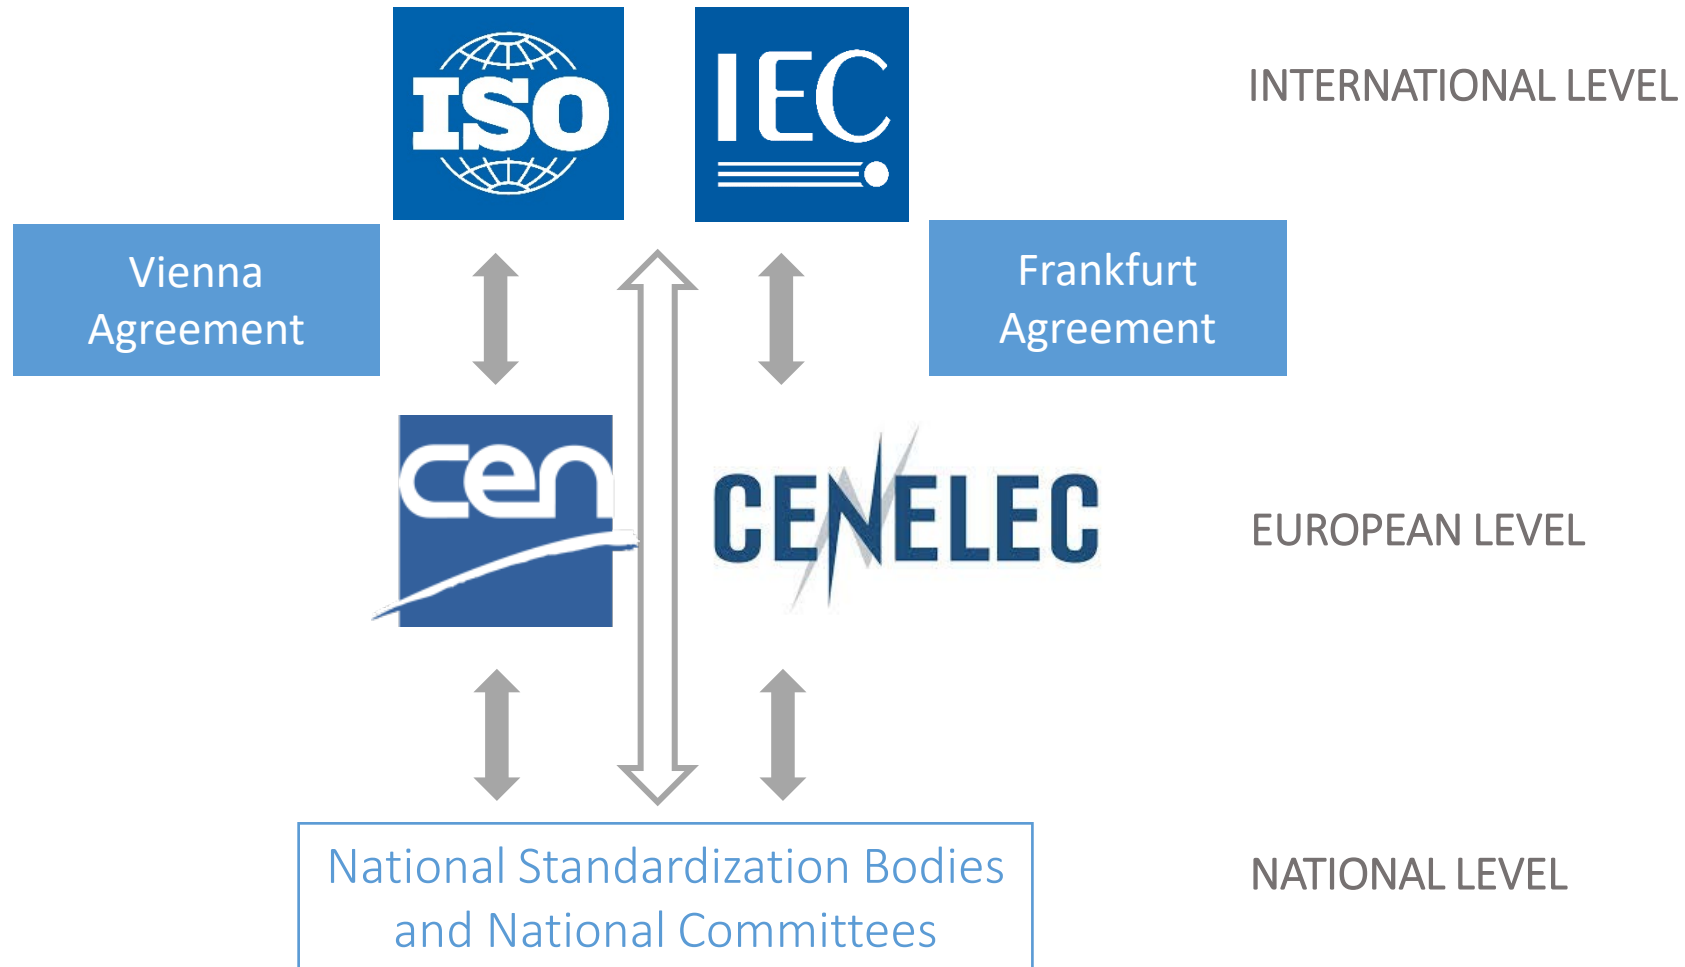 ISO
IEC
INTERNATIONAL LEVEL
Vienna
Agreement
Frankfurt
Agreement
cen
CENELEC
EUROPEAN LEVEL
National Standardization Bodies
and National Committees
NATIONAL LEVEL